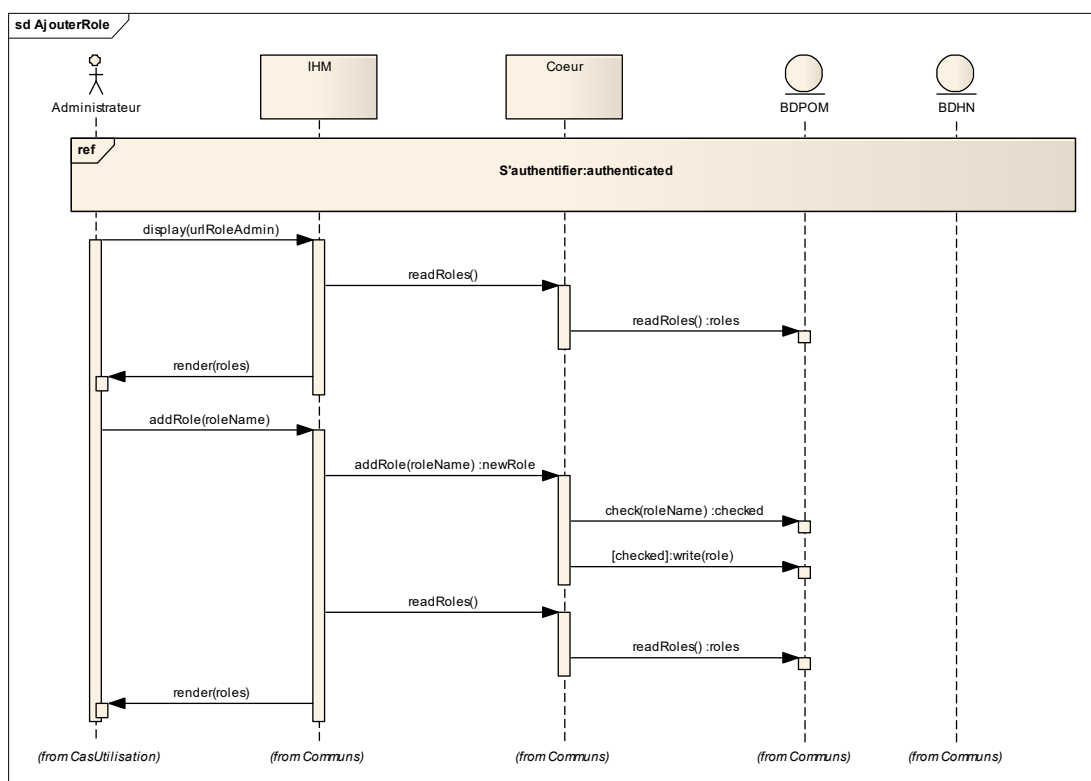 sd AjouterRole
IHM
Coeur
Administrateur
BDPOM
BDHN
ref
S'authentifier:authenticated
display(urlRoleAdmin)
readRoles()
readRoles() :roles
render(roles)
addRole(roleName)
addRole(roleName) :newRole
check(roleName) :checked
[checked]:write(role)
readRoles()
readRoles() :roles
render(roles)
(from CasUtilisation)
(from Communs)
(from Communs)
(from Communs)
(from Communs)